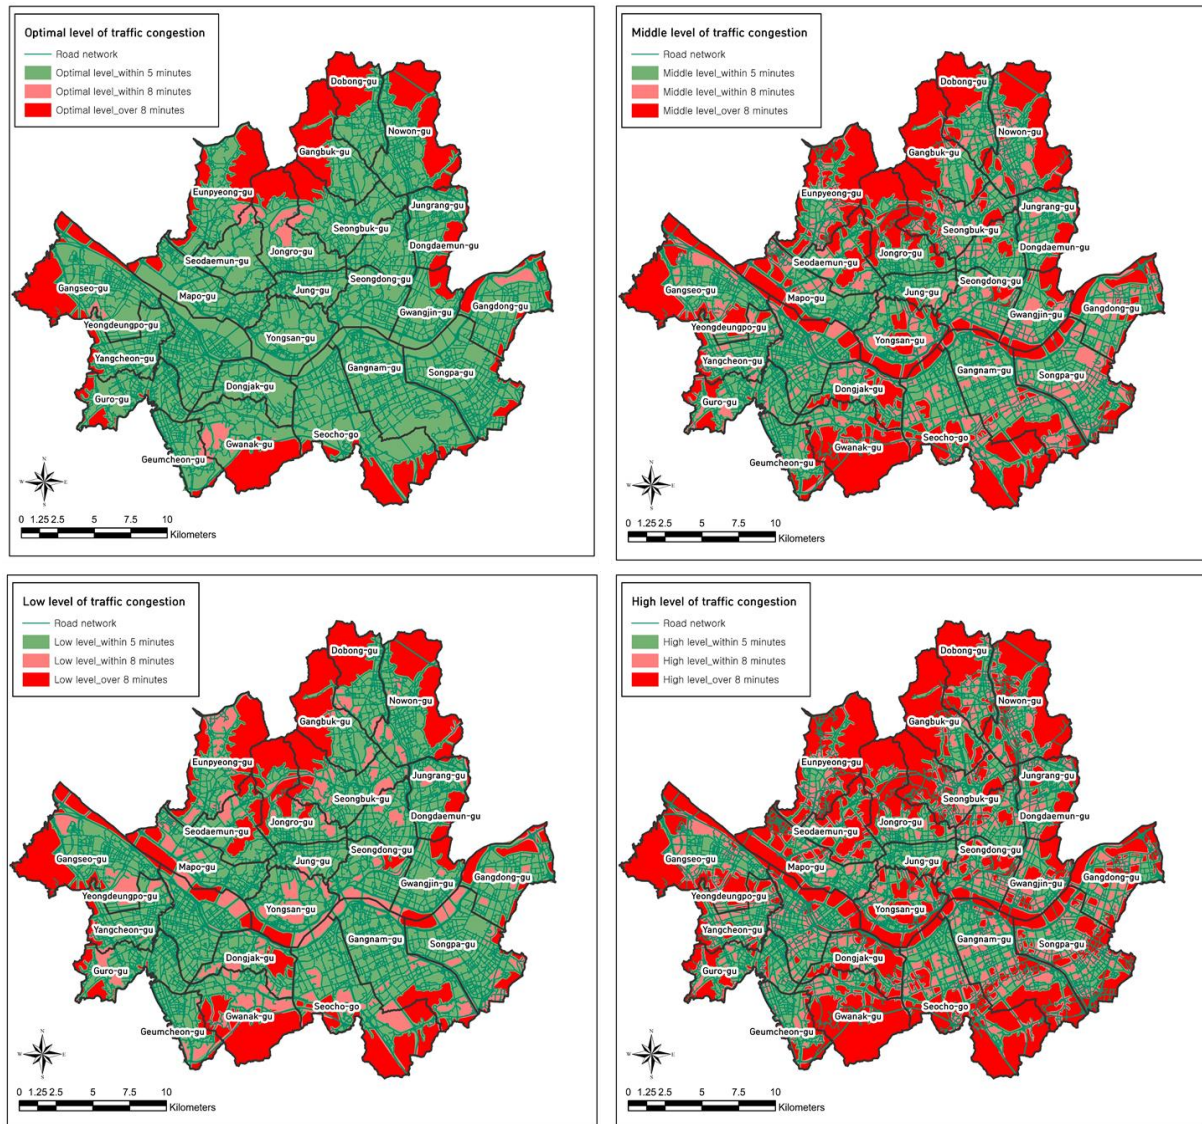 Optimal level of traffic congestion
Road network
Optimal level_within 5 minutes
Optimal level_within 8 minutes
Optimal level_over 8 minutes
Dobong-gu
Nowon-gu
Gangbuk-gu
Eunpyeong-gu
Jungrang-gu
Seongbuk-gu
Dongdaemun-gu
Jongro-gu
Seodaemun-gu
Seongdong-gu
Gangseo-gu
Mapo-gu
Jung-gu
Gangdong-gu
Gwangjin-gu
Yeongdeungpo-gu
Yongsan-gu
Yangcheon-gu
Gangnam-gu
Songpa-gu
Dongjak-gu
Guro-gu
Seocho-go
Gwanak-gu
Geumcheon-gu
N
W E
S
0 1.25 2.5 5 7.5 10
Kilometers
Middle level of traffic congestion
Road network
Middle level_within 5 minutes
Middle level_within 8 minutes
Middle level_over 8 minutes
Dobong-gu
Nowon-gu
Gangbuk-gu
Eunpyeong-gu
Jungrang-gu
Seongbuk-gu
Dongdaemun-gu
Jongro-gu
Seodaemun-gu
Seongdong-gu
Gangseo-gu
Mapo-gu
Jung-gu
Gangdong-gu
Gwangjin-gu
Yeongdeungpo-gu
Yongsan-gu
Yangcheon-gu
Gangnam-gu
Songpa-gu
Dongjak-gu
Guro-gu
Seocho-go
Gwanak-gu
Geumcheon-gu
N
W E
S
0 1.25 2.5 5 7.5 10
Kilometers
Low level of traffic congestion
Road network
Low level_within 5 minutes
Low level_within 8 minutes
Low level_over 8 minutes
Dobong-gu
Nowon-gu
Gangbuk-gu
Eunpyeong-gu
Jungrang-gu
Seongbuk-gu
Dongdaemun-gu
Jongro-gu
Seodaemun-gu
Seongdong-gu
Gangseo-gu
Mapo-gu
Jung-gu
Gangdong-gu
Gwangjin-gu
Yeongdeungpo-gu
Yongsan-gu
Yangcheon-gu
Gangnam-gu
Songpa-gu
Dongjak-gu
Guro-gu
Seocho-go
Gwanak-gu
Geumcheon-gu
N
W E
S
0 1.25 2.5 5 7.5 10
Kilometers
High level of traffic congestion
Road network
High level_within 5 minutes
High level_within 8 minutes
High level_over 8 minutes
Dobong-gu
Nowon-gu
Gangbuk-gu
Eunpyeong-gu
Jungrang-gu
Seongbuk-gu
Dongdaemun-gu
Jongro-gu
Seodaemun-gu
Seongdong-gu
Gangseo-gu
Mapo-gu
Jung-gu
Gangdong-gu
Gwangjin-gu
Yeongdeungpo-gu
Yongsan-gu
Yangcheon-gu
Gangnam-gu
Songpa-gu
Dongjak-gu
Guro-gu
Seocho-go
Gwanak-gu
Geumcheon-gu
N
W E
S
0 1.25 2.5 5 7.5 10
Kilometers